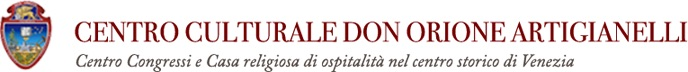 CENTRO CULTURALE DON ORIONE ARTIGIANELLI
Centro Congressi e Casa religiosa di ospitalità nel centro storico di Venezia